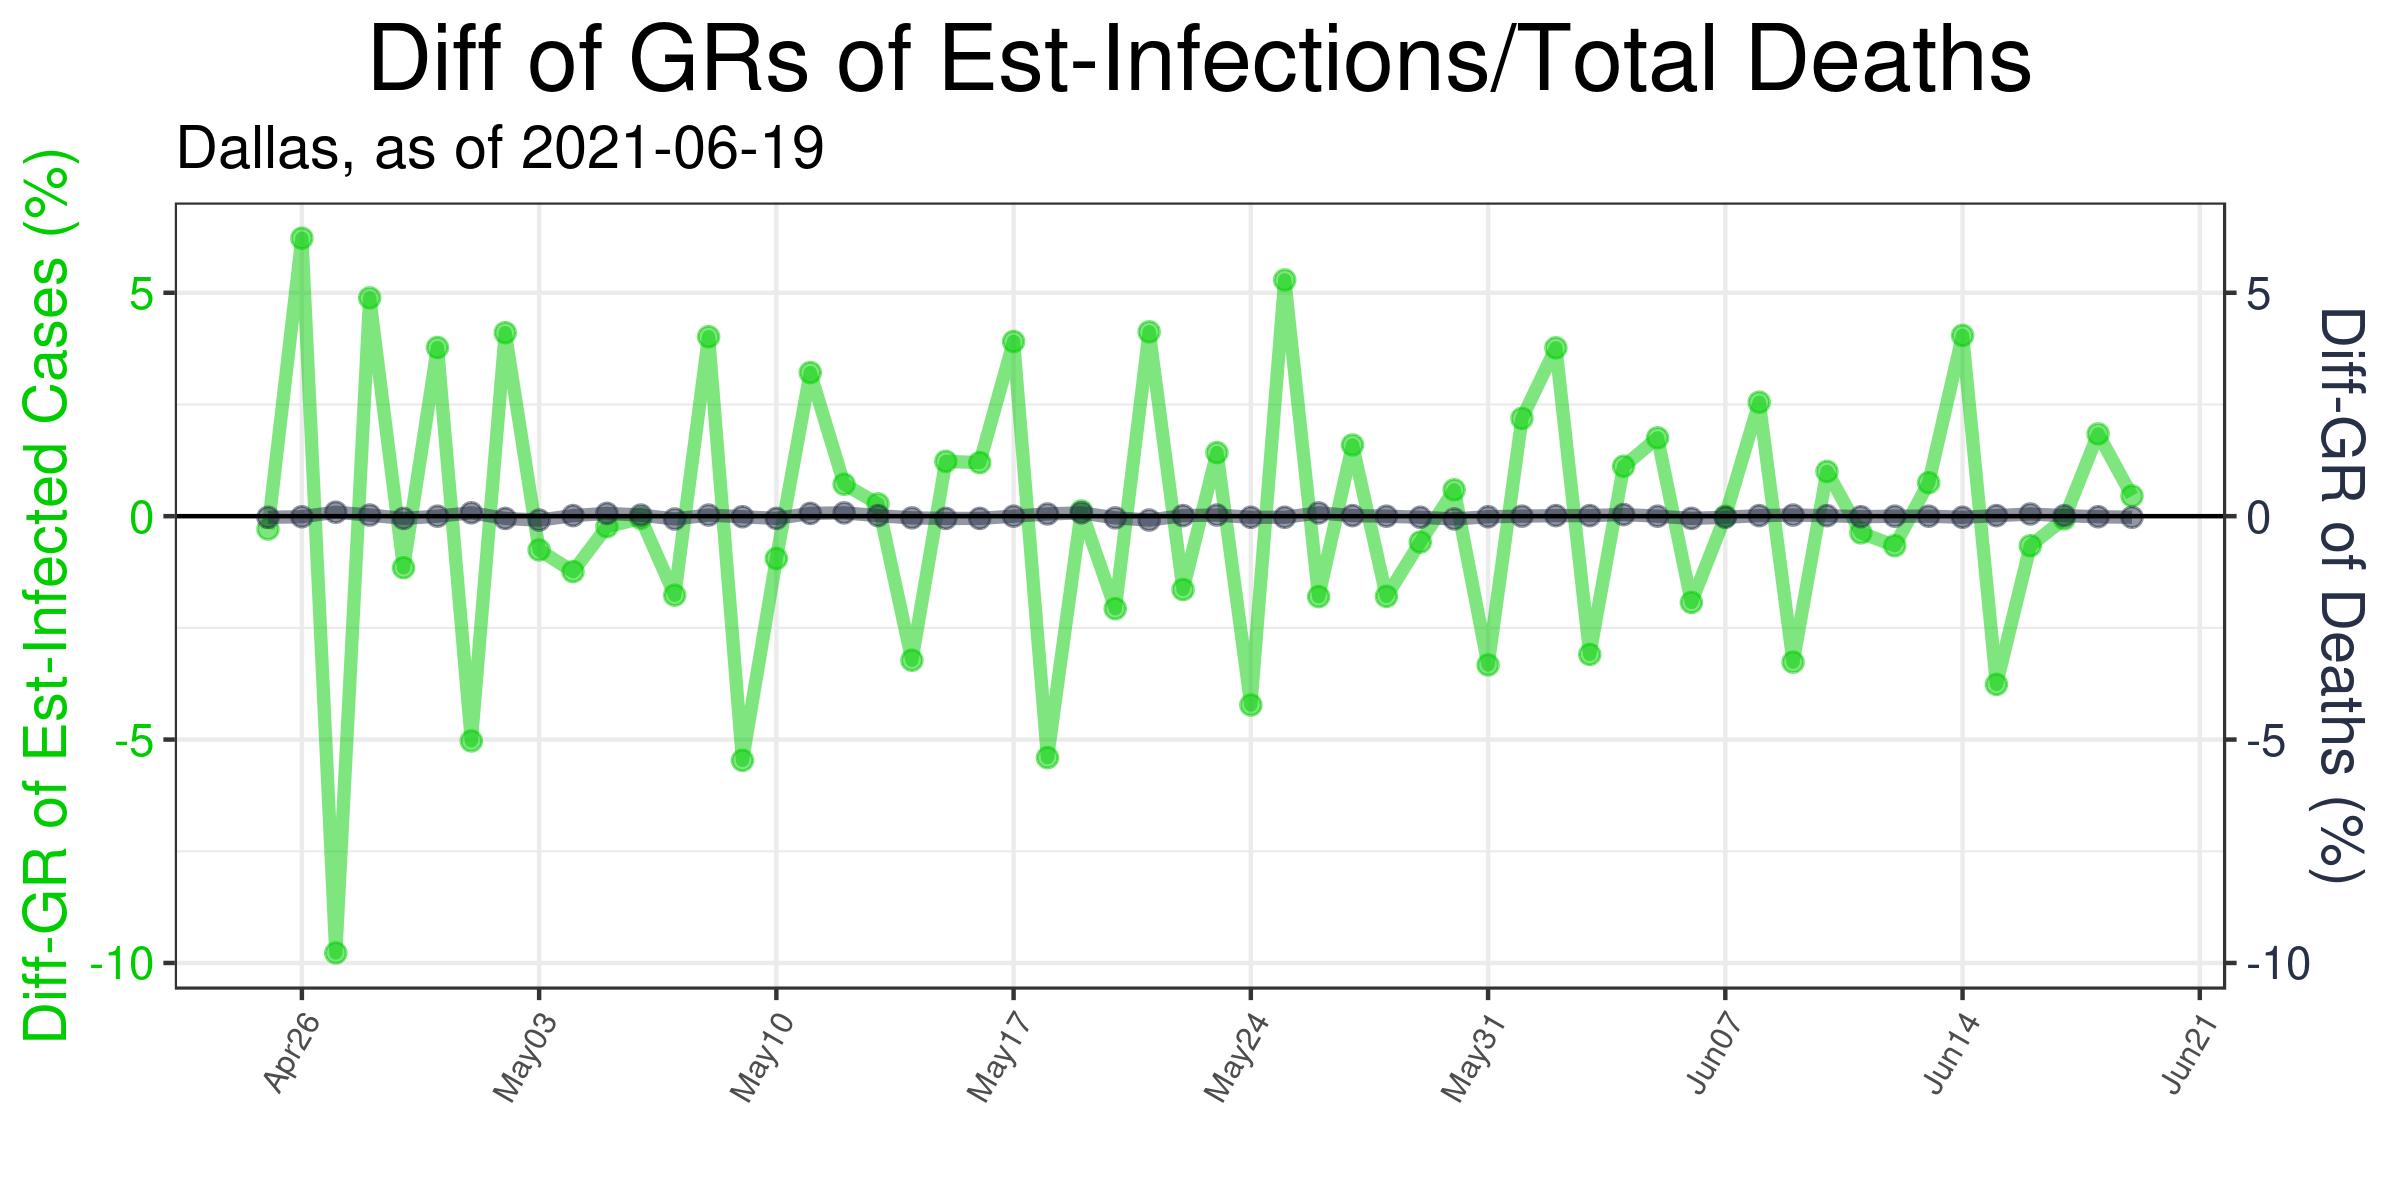 Diff of GRs of Est-Infections/Total Deaths
Dallas, as of 2021-06-19
Diff-GR of Est-Infected Cases (%)
5
0
-5
-10
5
0
-5
-10
Diff-GR of Deaths (%)
Apr26
May03
May10
May17
May24
May31
Jun07
Jun14
Jun21